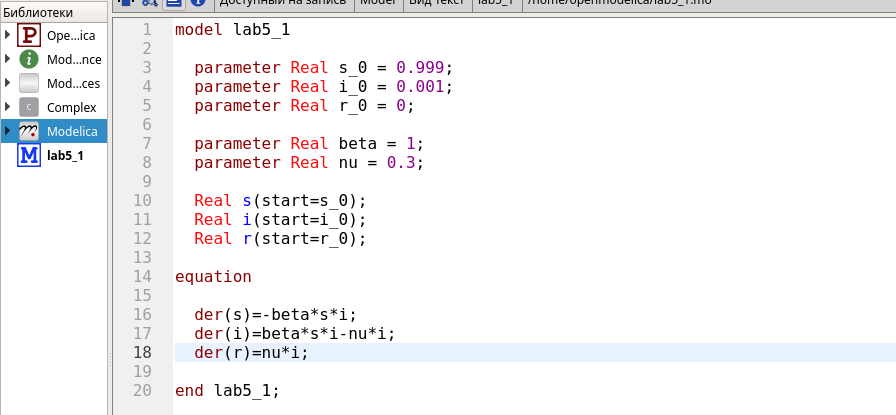 Доступный на запись Model Вид Текст lab5_1 /home/openmodelica/lab5_1.mo
Библиотеки
P Ope...ica
i Mod...nce
Mod...ces
C Complex
Modelica
M lab5_1
1 model lab5_1
2
3 parameter Real s_0 = 0.999;
4 parameter Real i_0 = 0.001;
5 parameter Real r_0 = 0;
6
7 parameter Real beta = 1;
8 parameter Real nu = 0.3;
9
10 Real s(start=s_0);
11 Real i(start=i_0);
12 Real r(start=r_0);
13
14 equation
15
16 der(s)=-beta*s*i;
17 der(i)=beta*s*i-nu*i;
18 der(r)=nu*i;
19
20 end lab5_1;